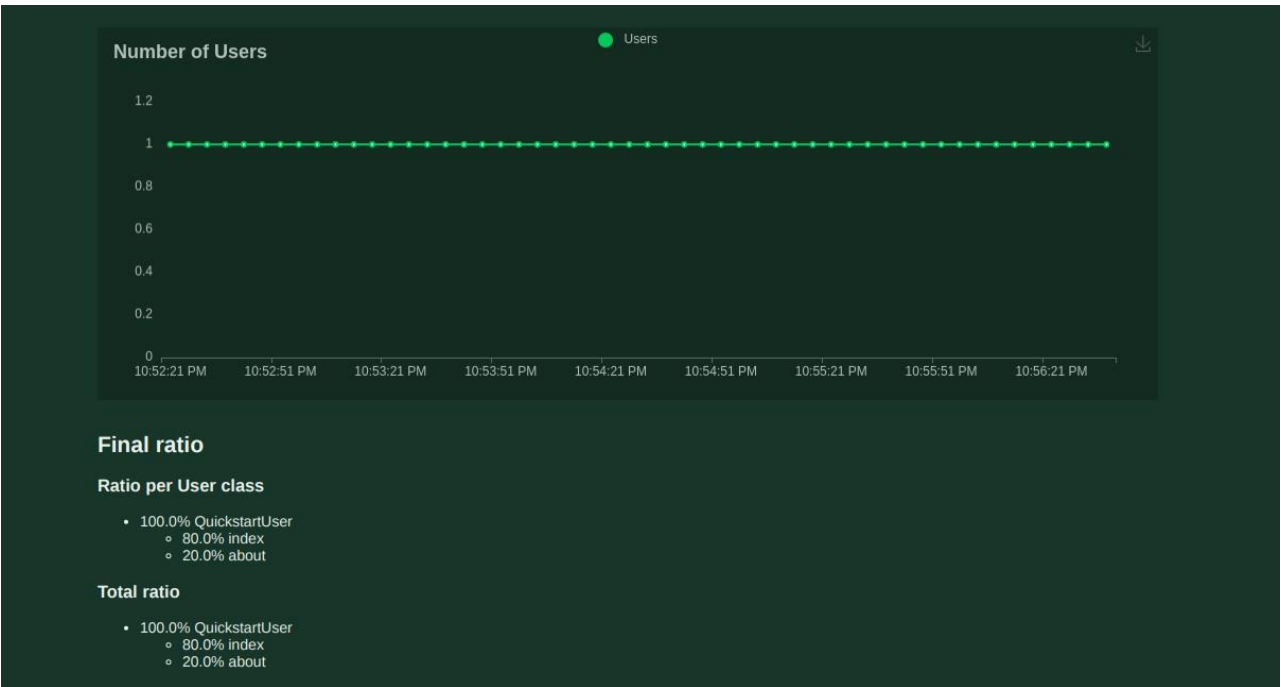 Number of Users
Users
1.2
1
0.8
0.6
0.4
0.2
0
10:52:21 PM 10:52:51 PM 10:53:21 PM 10:53:51 PM 10:54:21 PM 10:54:51 PM 10:55:21 PM 10:55:51 PM 10:56:21 PM
Final ratio
Ratio per User class
• 100.0% QuickstartUser
◦ 80.0% index
◦ 20.0% about
Total ratio
• 100.0% QuickstartUser
◦ 80.0% index
◦ 20.0% about